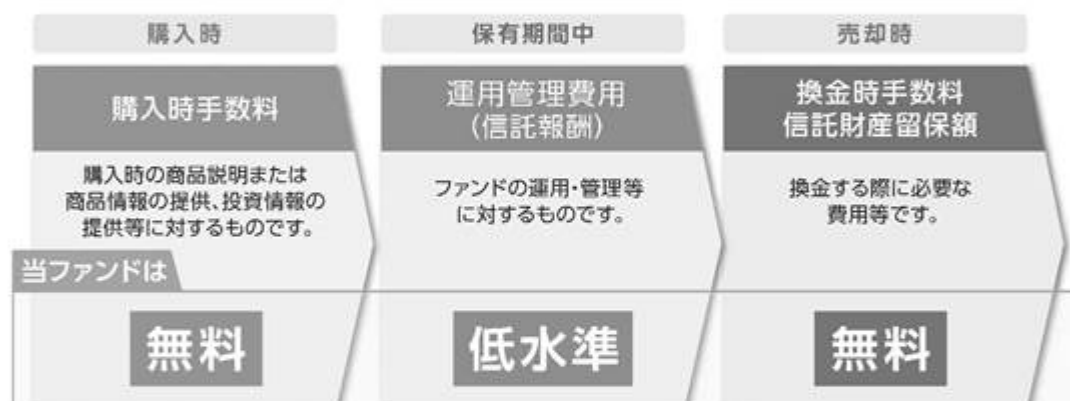 購入時
保有期間中
売却時
購入時手数料
運用管理費用
(信託報酬)
換金時手数料
信託財産留保額
購入時の商品説明または
商品情報の提供、投資情報の
提供等に対するものです。
ファンドの運用・管理等
に対するものです。
換金する際に必要な
費用等です。
当ファンドは
無料
低水準
無料